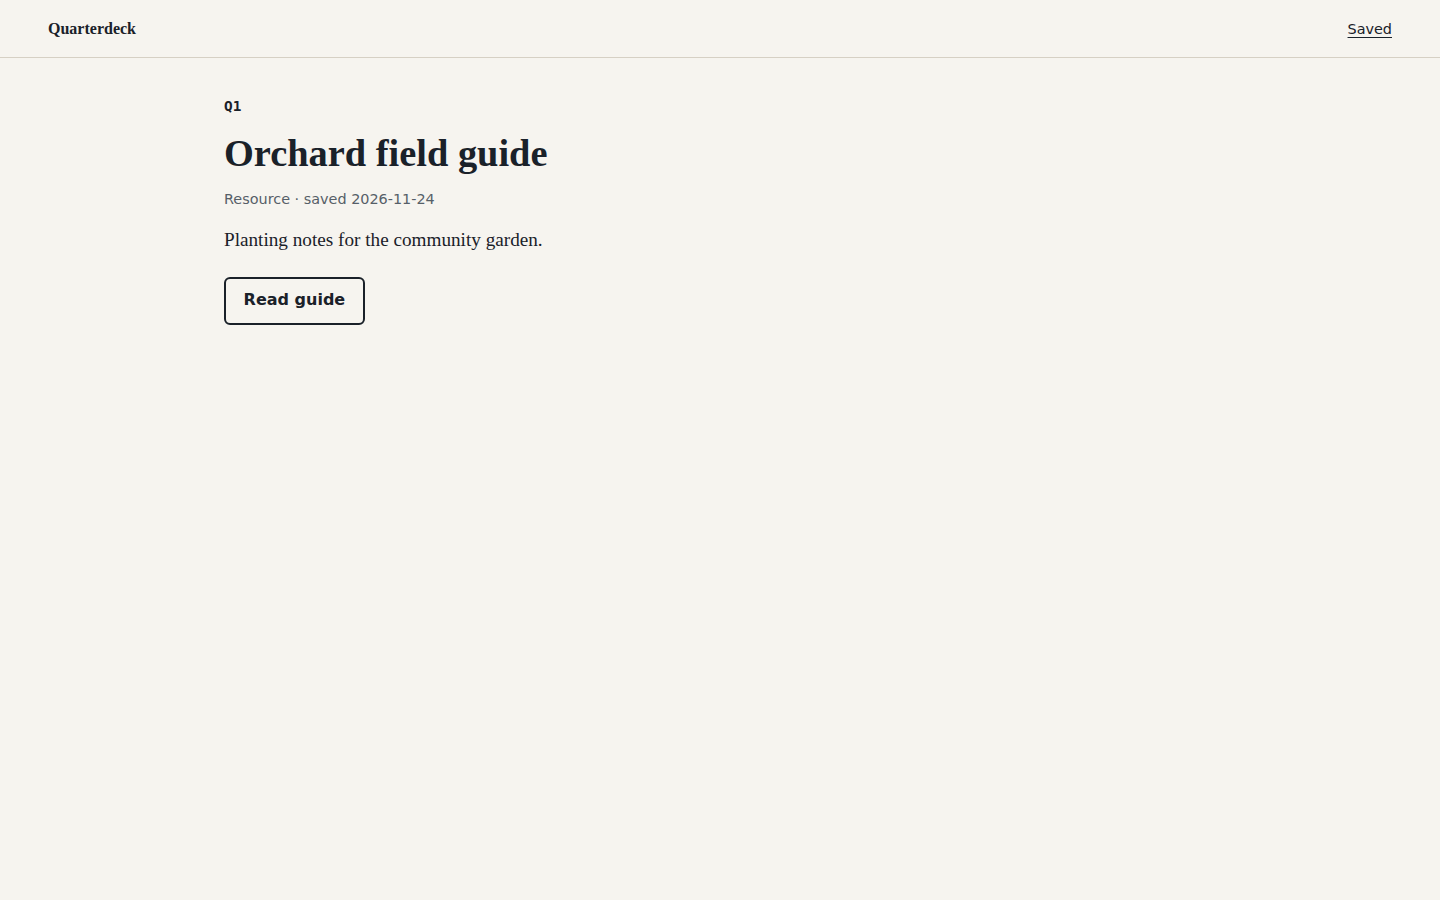 Quarterdeck
Saved
Q1
Orchard field guide
Resource · saved 2026-11-24
Planting notes for the community garden.
Read guide